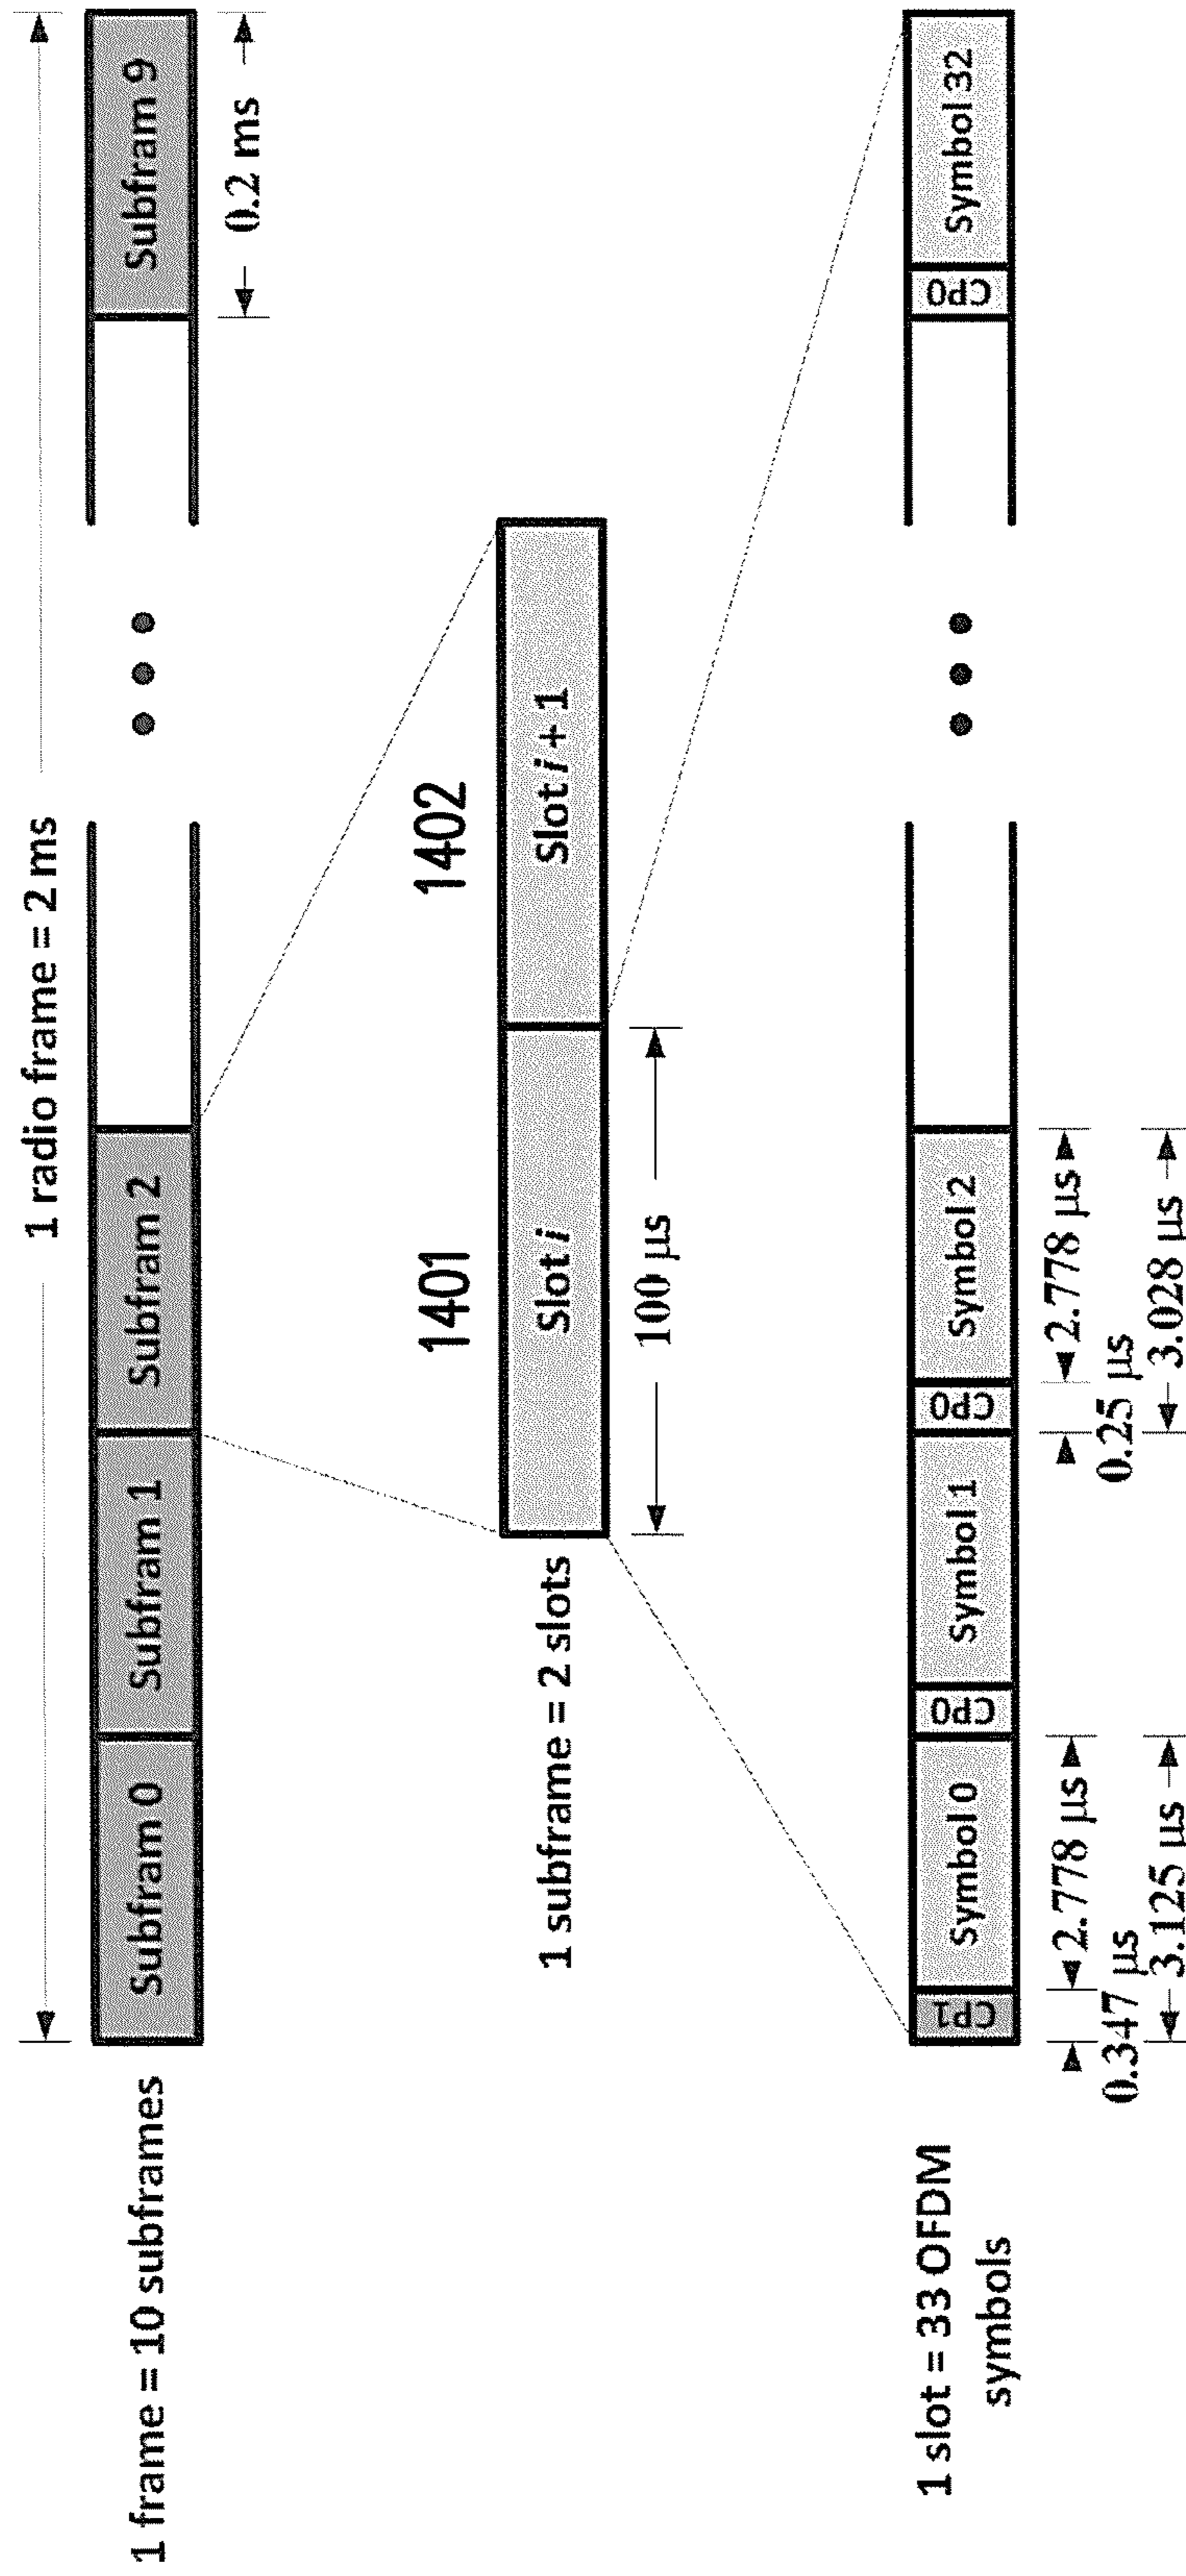 1 radio frame = 2 ms
1 frame = 10 subframes
Subfram 0
Subfram 1
Subfram 2
Subfram 9
0.2 ms
1401
1402
1 subframe = 2 slots
Slot i
Slot i + 1
100 µs
1 slot = 33 OFDM
symbols
CP1
Symbol 0
CP0
Symbol 1
CP0
Symbol 2
CP0
Symbol 32
2.778 µs
2.778 µs
0.347 µs
0.25 µs
3.125 µs
3.028 µs